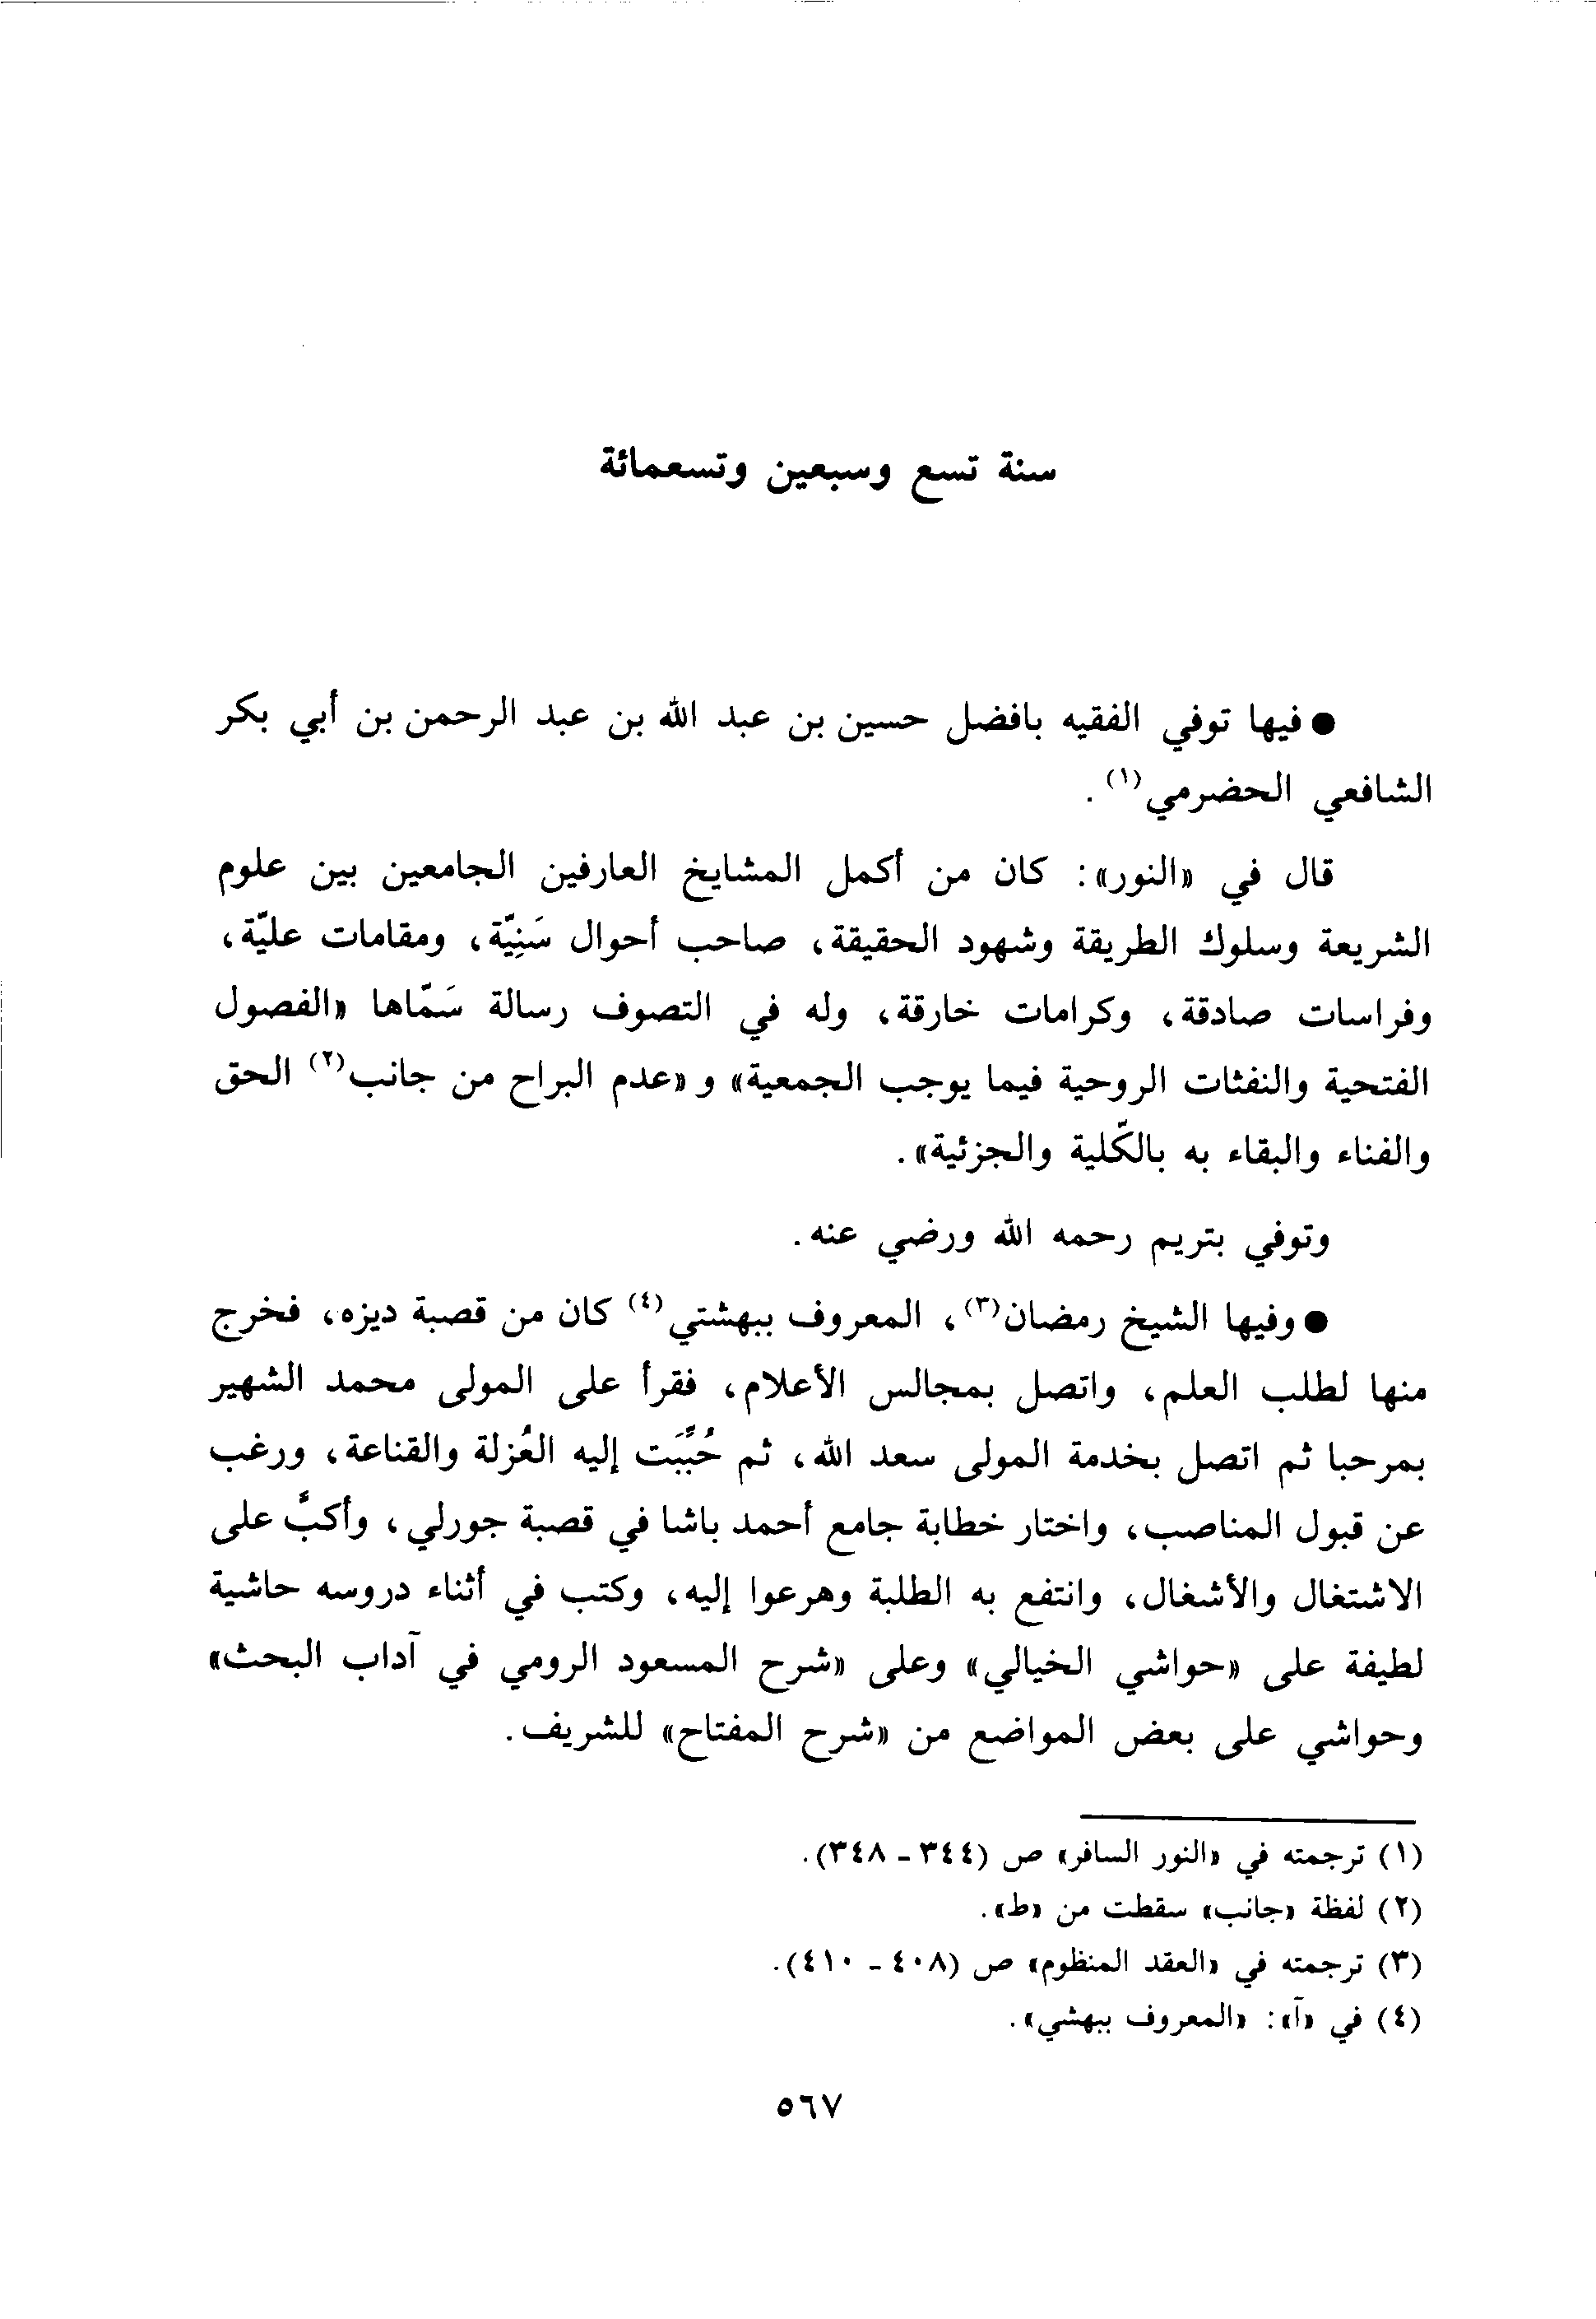 سنة تسع وسبعين وتسعمائة
● فيها توفي الفقيه بافضل حسين بن عبد الله بن عبد الرحمن بن أبي بكر
الشافعي الحضرمي(١).
قال في «النور»: كان من أكمل المشايخ العارفين الجامعين بين علوم
الشريعة وسلوك الطريقة وشهود الحقيقة، صاحب أحوال سَنِيّة، ومقامات عليّة،
وفراسات صادقة، وكرامات خارقة، وله في التصوف رسالة سَمّاها «الفصول
الفتحية والنفثات الروحية فيما يوجب الجمعية» و «عدم البراح من جانب(٢) الحق
والفناء والبقاء به بالكّلية والجزئية».
وتوفي بتريم رحمه الله ورضي عنه.
● وفيها الشيخ رمضان(٣)، المعروف ببهشتي(٤) كان من قصبة ديزه، فخرج
منها لطلب العلم، واتصل بمجالس الأعلام، فقرأ على المولى محمد الشهير
بمرحبا ثم اتصل بخدمة المولى سعد الله، ثم حُبِّبَت إليه العُزلة والقناعة، ورغب
عن قبول المناصب، واختار خطابة جامع أحمد باشا في قصبة جورلي، وأكبَّ على
الاشتغال والأشغال، وانتفع به الطلبة وهرعوا إليه، وكتب في أثناء دروسه حاشية
لطيفة على «حواشي الخيالي» وعلى «شرح المسعود الرومي في آداب البحث»
وحواشي على بعض المواضع من «شرح المفتاح» للشريف.
(١) ترجمته في «النور السافر» ص (٣٤٤ - ٣٤٨).
(٢) لفظة «جانب» سقطت من «ط».
(٣) ترجمته في «العقد المنظوم» ص (٤٠٨ - ٤١٠).
(٤) في «آ»: «المعروف ببهشي».
٥٦٧